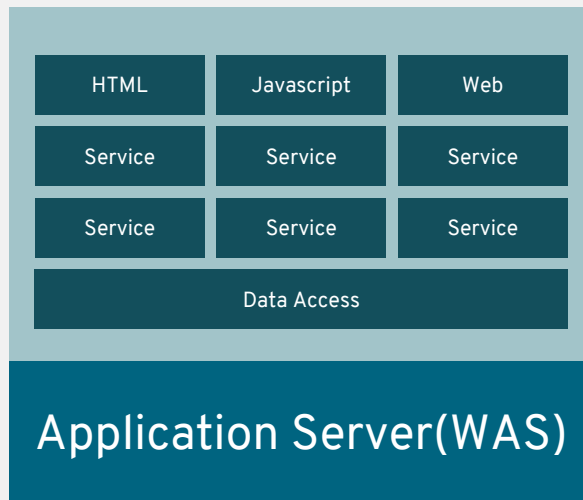 HTML Javascript Web
Service Service Service
Service Service Service
Data Access
Application Server(WAS)